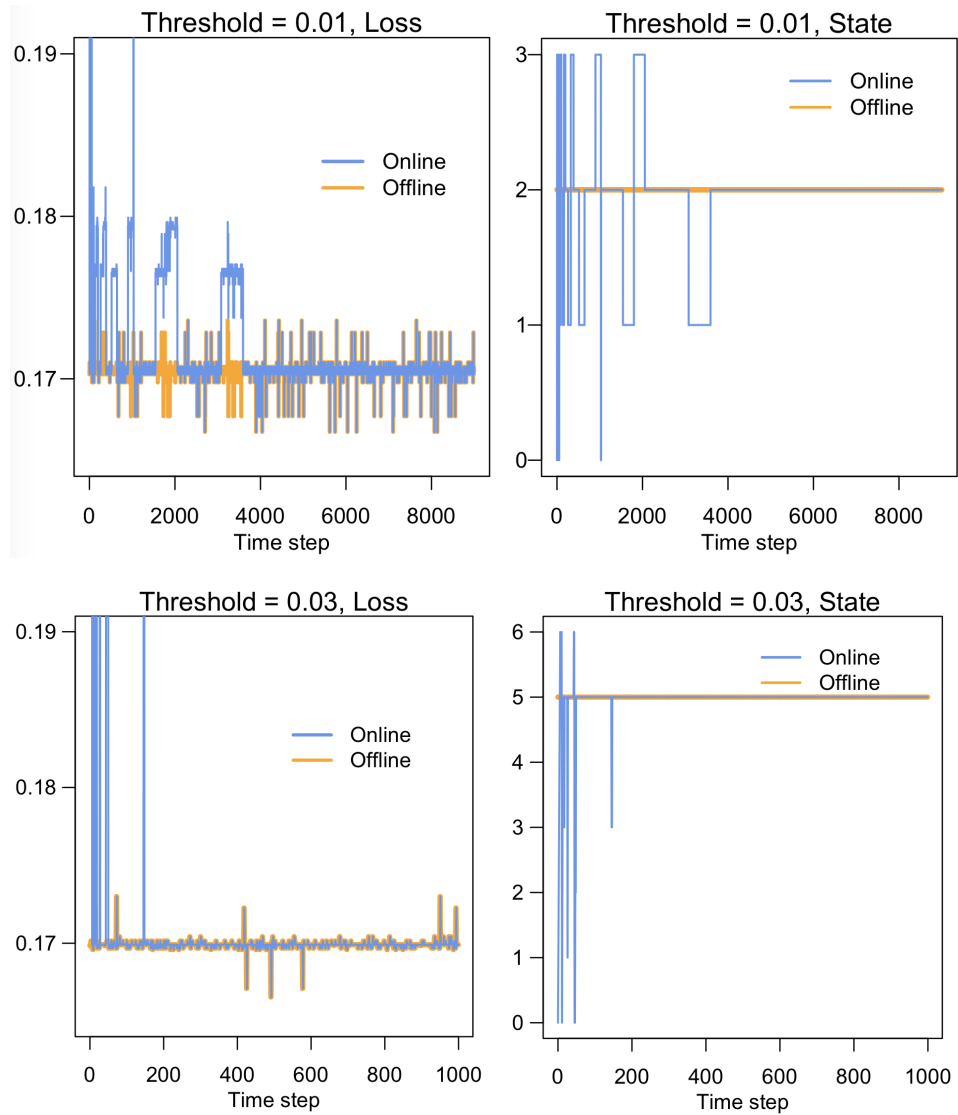 Threshold = 0.01, Loss
0.19
0.18
0.17
Online
Offline
0 2000 4000 6000 8000
Time step
Threshold = 0.01, State
3
2
1
0
Online
Offline
0 2000 4000 6000 8000
Time step
Threshold = 0.03, Loss
0.19
0.18
0.17
Online
Offline
0 200 400 600 800 1000
Time step
Threshold = 0.03, State
6
5
4
3
2
1
0
Online
Offline
0 200 400 600 800 1000
Time step